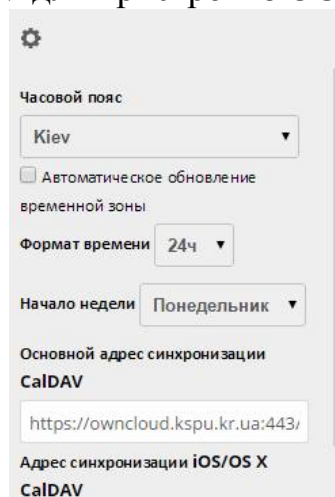 Часовой пояс
Kiev
Автоматическое обновление
временной зоны
Формат времени 24ч
Начало недели Понедельник
Основной адрес синхронизации
CalDAV
https://owncloud.kspu.kr.ua:443/
Адрес синхронизации iOS/OS X
CalDAV